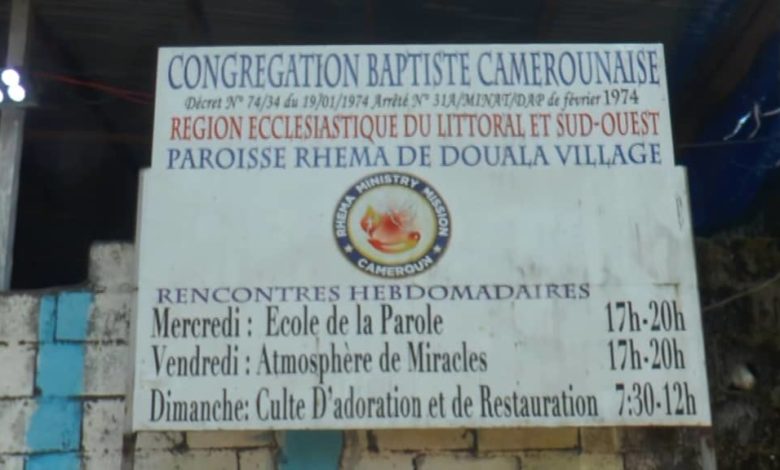 CONGREGATION BAPTISTE CAMEROUNAISE
Décret N° 74/34 du 19/01/1974 Arrêté N° 31A/MINAT/DAP de février 1974
REGION ECCLESIASTIQUE DU LITTORAL ET SUD-OUEST
PAROISSE RHEMA DE DOUALA VILLAGE
RHEMA MINISTRY MISSION
CAMEROUN
RENCONTRES HEBDOMADAIRES
Mercredi : Ecole de la Parole 17h-20h
Vendredi : Atmosphère de Miracles 17h-20h
Dimanche: Culte D'adoration et de Restauration 7:30-12h